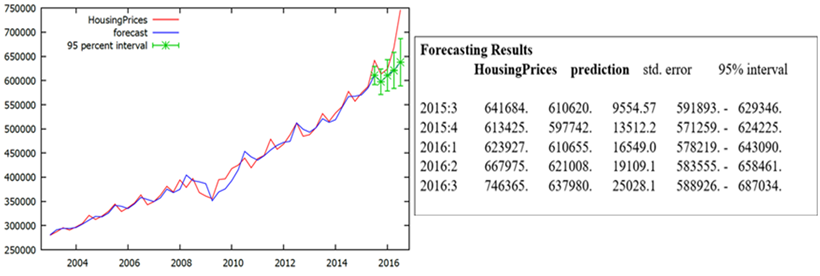 750000
700000
650000
600000
550000
500000
450000
400000
350000
300000
250000
HousingPrices
forecast
95 percent interval
2004 2006 2008 2010 2012 2014 2016
Forecasting Results
HousingPrices prediction std. error 95% interval
2015:3 641684. 610620. 9554.57 591893. - 629346.
2015:4 613425. 597742. 13512.2 571259. - 624225.
2016:1 623927. 610655. 16549.0 578219. - 643090.
2016:2 667975. 621008. 19109.1 583555. - 658461.
2016:3 746365. 637980. 25028.1 588926. - 687034.